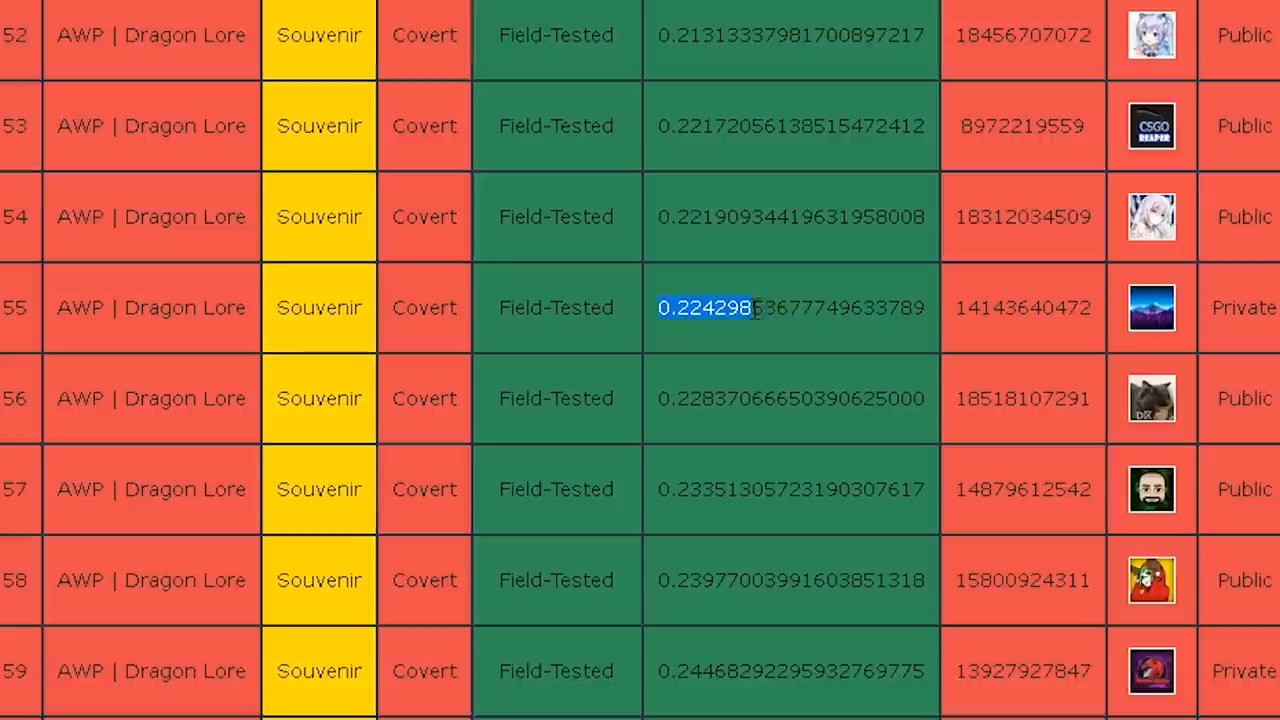 52 AWP | Dragon Lore Souvenir Covert Field-Tested 0.21313337981700897217 18456707072 Public
53 AWP | Dragon Lore Souvenir Covert Field-Tested 0.22172056138515472412 8972219559 CSGO REAPER Public
54 AWP | Dragon Lore Souvenir Covert Field-Tested 0.22190934419631958008 18312034509 Public
55 AWP | Dragon Lore Souvenir Covert Field-Tested 0.22429853677749633789 14143640472 Private
56 AWP | Dragon Lore Souvenir Covert Field-Tested 0.22837066650390625000 18518107291 Public
57 AWP | Dragon Lore Souvenir Covert Field-Tested 0.23351305723190307617 14879612542 Public
58 AWP | Dragon Lore Souvenir Covert Field-Tested 0.23977003991603851318 15800924311 Public
59 AWP | Dragon Lore Souvenir Covert Field-Tested 0.24468292295932769775 13927927847 Private